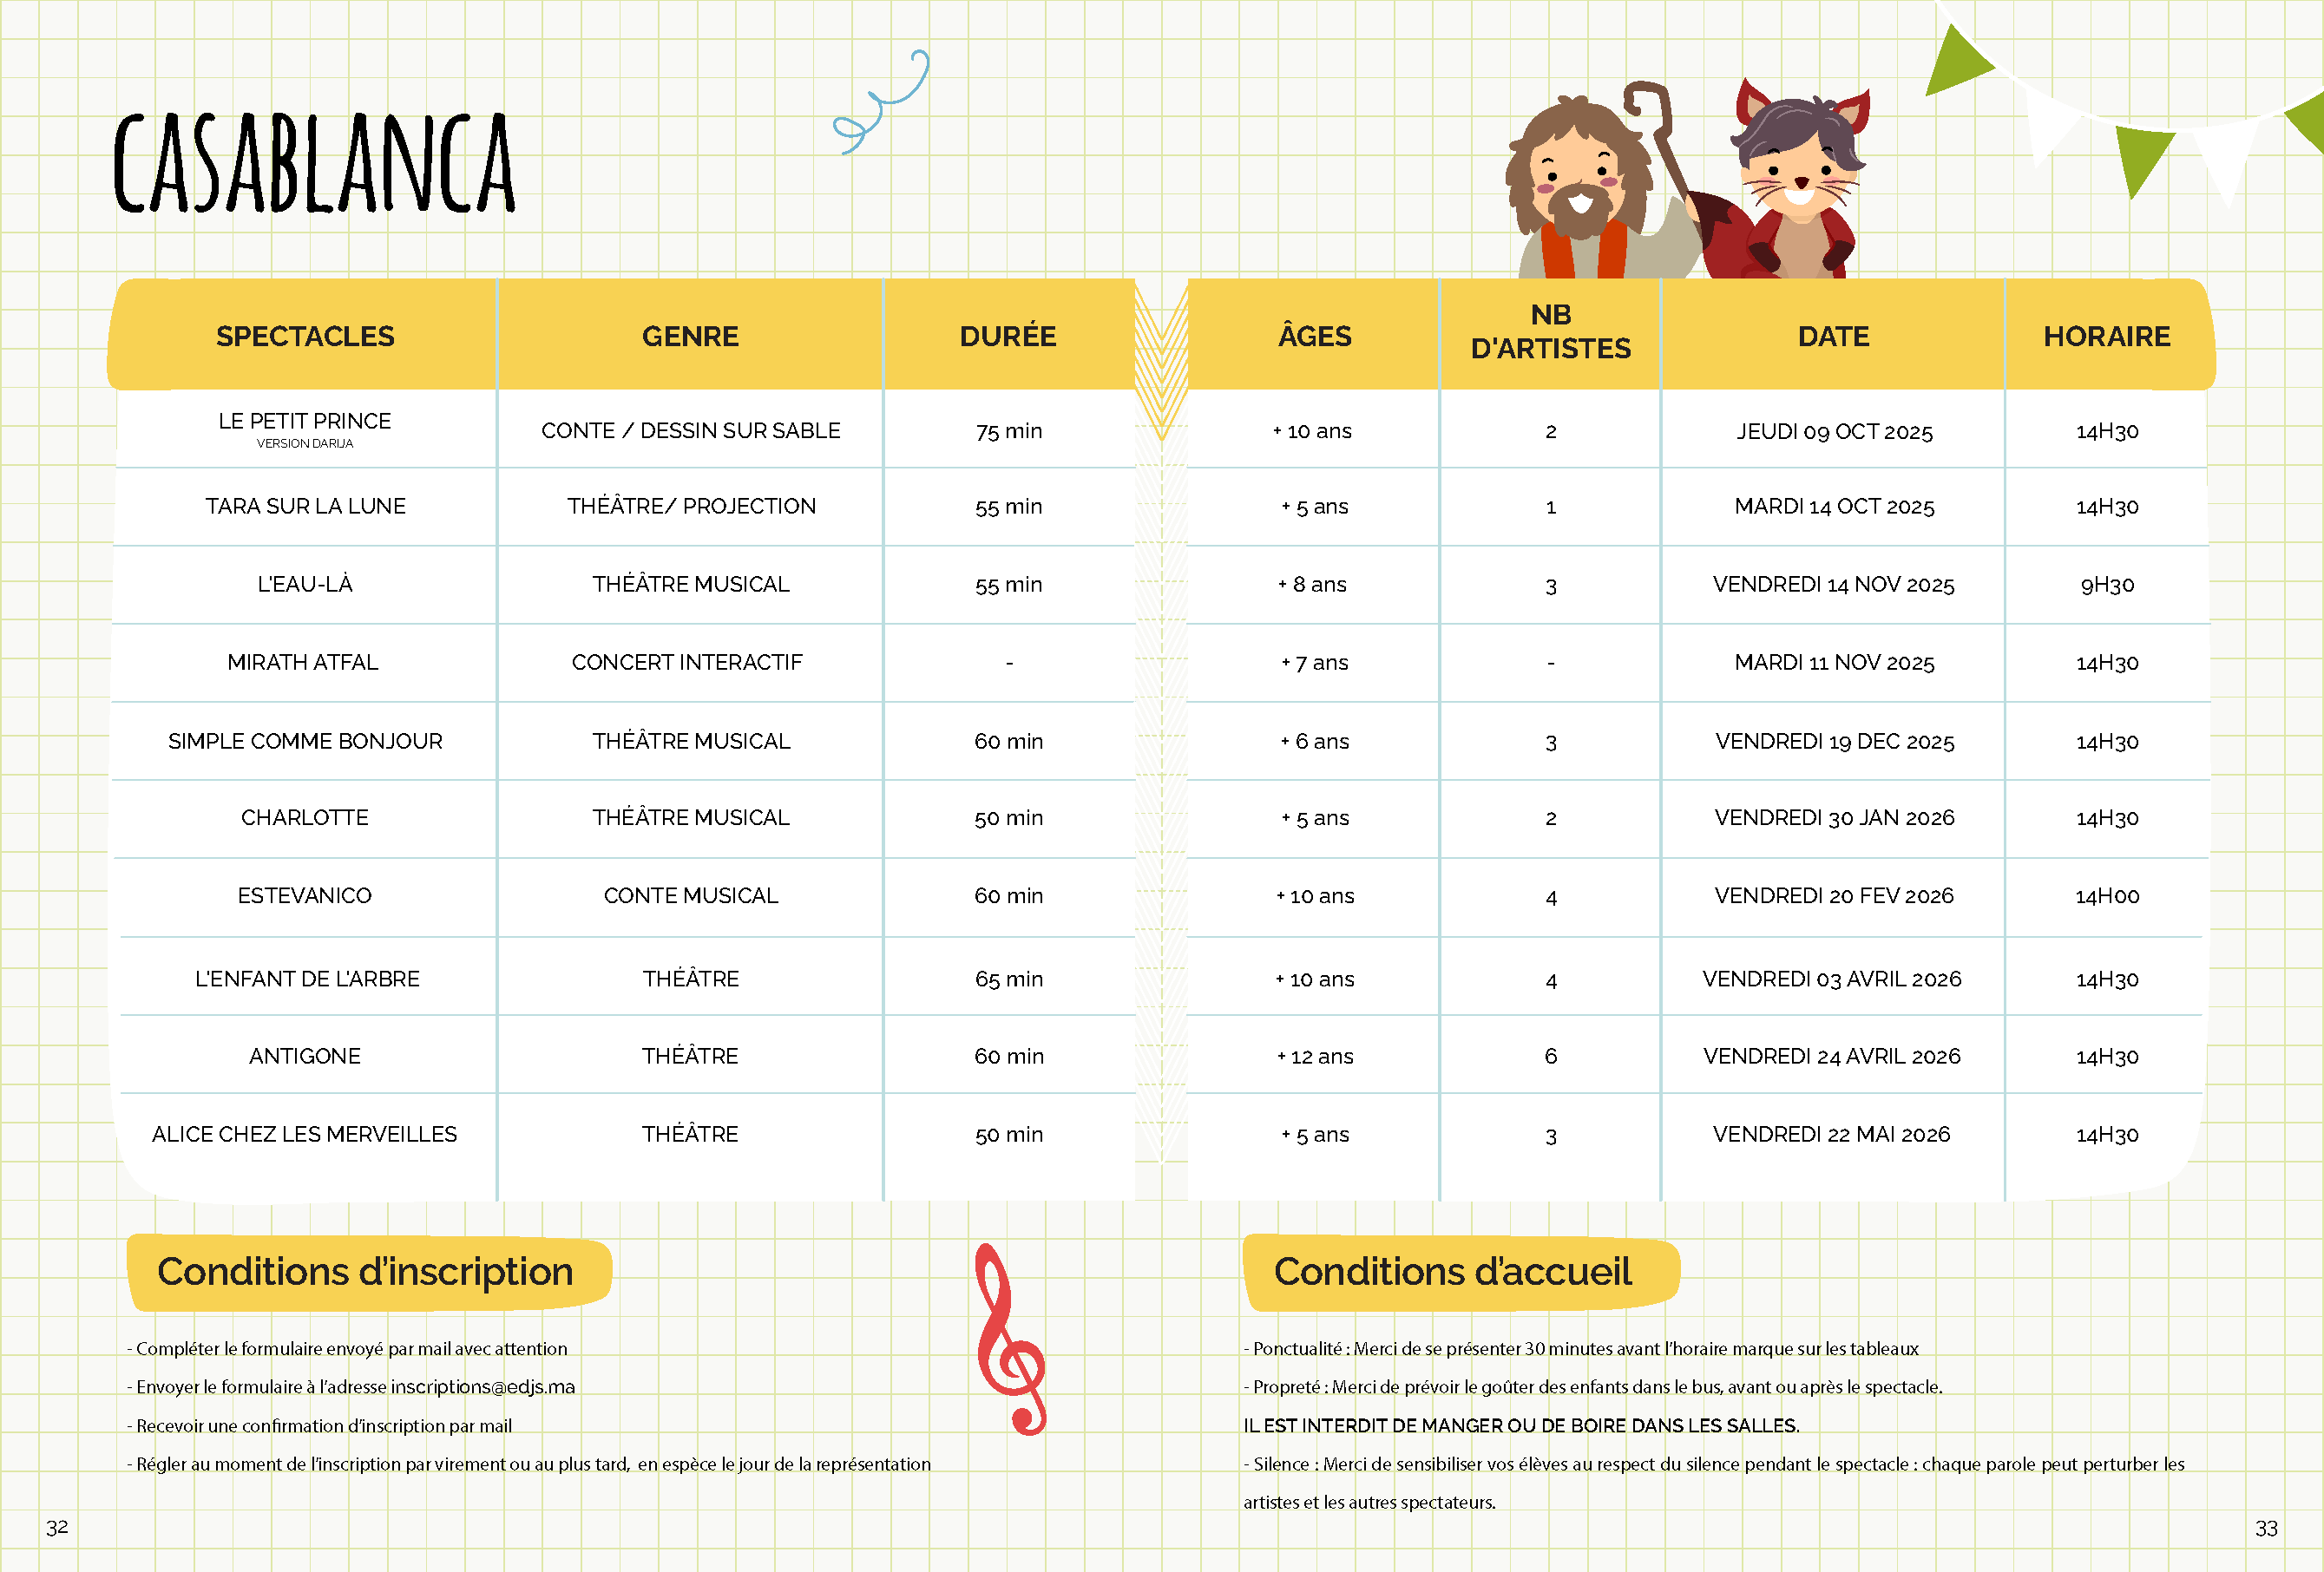 CASABLANCA
SPECTACLES GENRE DURÉE ÂGES NB D'ARTISTES DATE HORAIRE
LE PETIT PRINCE CONTE / DESSIN SUR SABLE 75 min + 10 ans 2 JEUDI 09 OCT 2025 14H30
VERSION DARIJA
TARA SUR LA LUNE THÉÂTRE/ PROJECTION 55 min + 5 ans 1 MARDI 14 OCT 2025 14H30
L'EAU-LÀ THÉÂTRE MUSICAL 55 min + 8 ans 3 VENDREDI 14 NOV 2025 9H30
MIRATH ATFAL CONCERT INTERACTIF - + 7 ans - MARDI 11 NOV 2025 14H30
SIMPLE COMME BONJOUR THÉÂTRE MUSICAL 60 min + 6 ans 3 VENDREDI 19 DEC 2025 14H30
CHARLOTTE THÉÂTRE MUSICAL 50 min + 5 ans 2 VENDREDI 30 JAN 2026 14H30
ESTEVANICO CONTE MUSICAL 60 min + 10 ans 4 VENDREDI 20 FEV 2026 14H00
L'ENFANT DE L'ARBRE THÉÂTRE 65 min + 10 ans 4 VENDREDI 03 AVRIL 2026 14H30
ANTIGONE THÉÂTRE 60 min + 12 ans 6 VENDREDI 24 AVRIL 2026 14H30
ALICE CHEZ LES MERVEILLES THÉÂTRE 50 min + 5 ans 3 VENDREDI 22 MAI 2026 14H30
Conditions d’inscription
- Compléter le formulaire envoyé par mail avec attention
- Envoyer le formulaire à l’adresse inscriptions@edjs.ma
- Recevoir une confirmation d’inscription par mail
- Régler au moment de l’inscription par virement ou au plus tard, en espèce le jour de la représentation
Conditions d’accueil
- Ponctualité : Merci de se présenter 30 minutes avant l’horaire marque sur les tableaux
- Propreté : Merci de prévoir le goûter des enfants dans le bus, avant ou après le spectacle.
IL EST INTERDIT DE MANGER OU DE BOIRE DANS LES SALLES.
- Silence : Merci de sensibiliser vos élèves au respect du silence pendant le spectacle : chaque parole peut perturber les
artistes et les autres spectateurs.
32
33